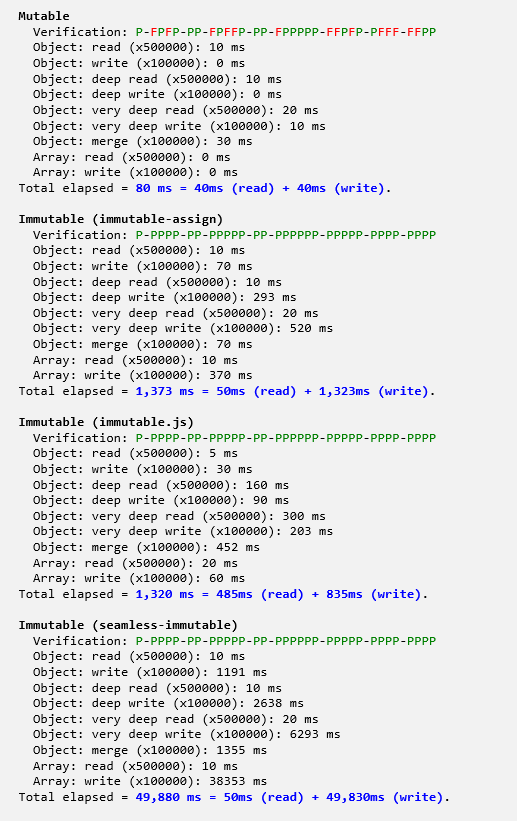 Mutable
Verification: P-FPFP-PP-FPFFP-PP-FPPPPP-FFPFP-PFFF-FFPP
Object: read (x500000): 10 ms
Object: write (x100000): 0 ms
Object: deep read (x500000): 10 ms
Object: deep write (x100000): 0 ms
Object: very deep read (x500000): 20 ms
Object: very deep write (x100000): 10 ms
Object: merge (x100000): 30 ms
Array: read (x500000): 0 ms
Array: write (x100000): 0 ms
Total elapsed = 80 ms = 40ms (read) + 40ms (write).
Immutable (immutable-assign)
Verification: P-PPPP-PP-PPPPP-PP-PPPPPP-PPPPP-PPPP-PPPP
Object: read (x500000): 10 ms
Object: write (x100000): 70 ms
Object: deep read (x500000): 10 ms
Object: deep write (x100000): 293 ms
Object: very deep read (x500000): 20 ms
Object: very deep write (x100000): 520 ms
Object: merge (x100000): 70 ms
Array: read (x500000): 10 ms
Array: write (x100000): 370 ms
Total elapsed = 1,373 ms = 50ms (read) + 1,323ms (write).
Immutable (immutable.js)
Verification: P-PPPP-PP-PPPPP-PP-PPPPPP-PPPPP-PPPP-PPPP
Object: read (x500000): 5 ms
Object: write (x100000): 30 ms
Object: deep read (x500000): 160 ms
Object: deep write (x100000): 90 ms
Object: very deep read (x500000): 300 ms
Object: very deep write (x100000): 203 ms
Object: merge (x100000): 452 ms
Array: read (x500000): 20 ms
Array: write (x100000): 60 ms
Total elapsed = 1,320 ms = 485ms (read) + 835ms (write).
Immutable (seamless-immutable)
Verification: P-PPPP-PP-PPPPP-PP-PPPPPP-PPPPP-PPPP-PPPP
Object: read (x500000): 10 ms
Object: write (x100000): 1191 ms
Object: deep read (x500000): 10 ms
Object: deep write (x100000): 2638 ms
Object: very deep read (x500000): 20 ms
Object: very deep write (x100000): 6293 ms
Object: merge (x100000): 1355 ms
Array: read (x500000): 10 ms
Array: write (x100000): 38353 ms
Total elapsed = 49,880 ms = 50ms (read) + 49,830ms (write).